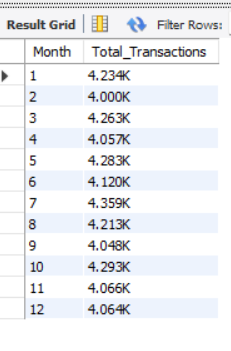 Result Grid Filter Rows:
Month Total_Transactions
1 4.234K
2 4.000K
3 4.263K
4 4.057K
5 4.283K
6 4.120K
7 4.359K
8 4.213K
9 4.048K
10 4.293K
11 4.066K
12 4.064K